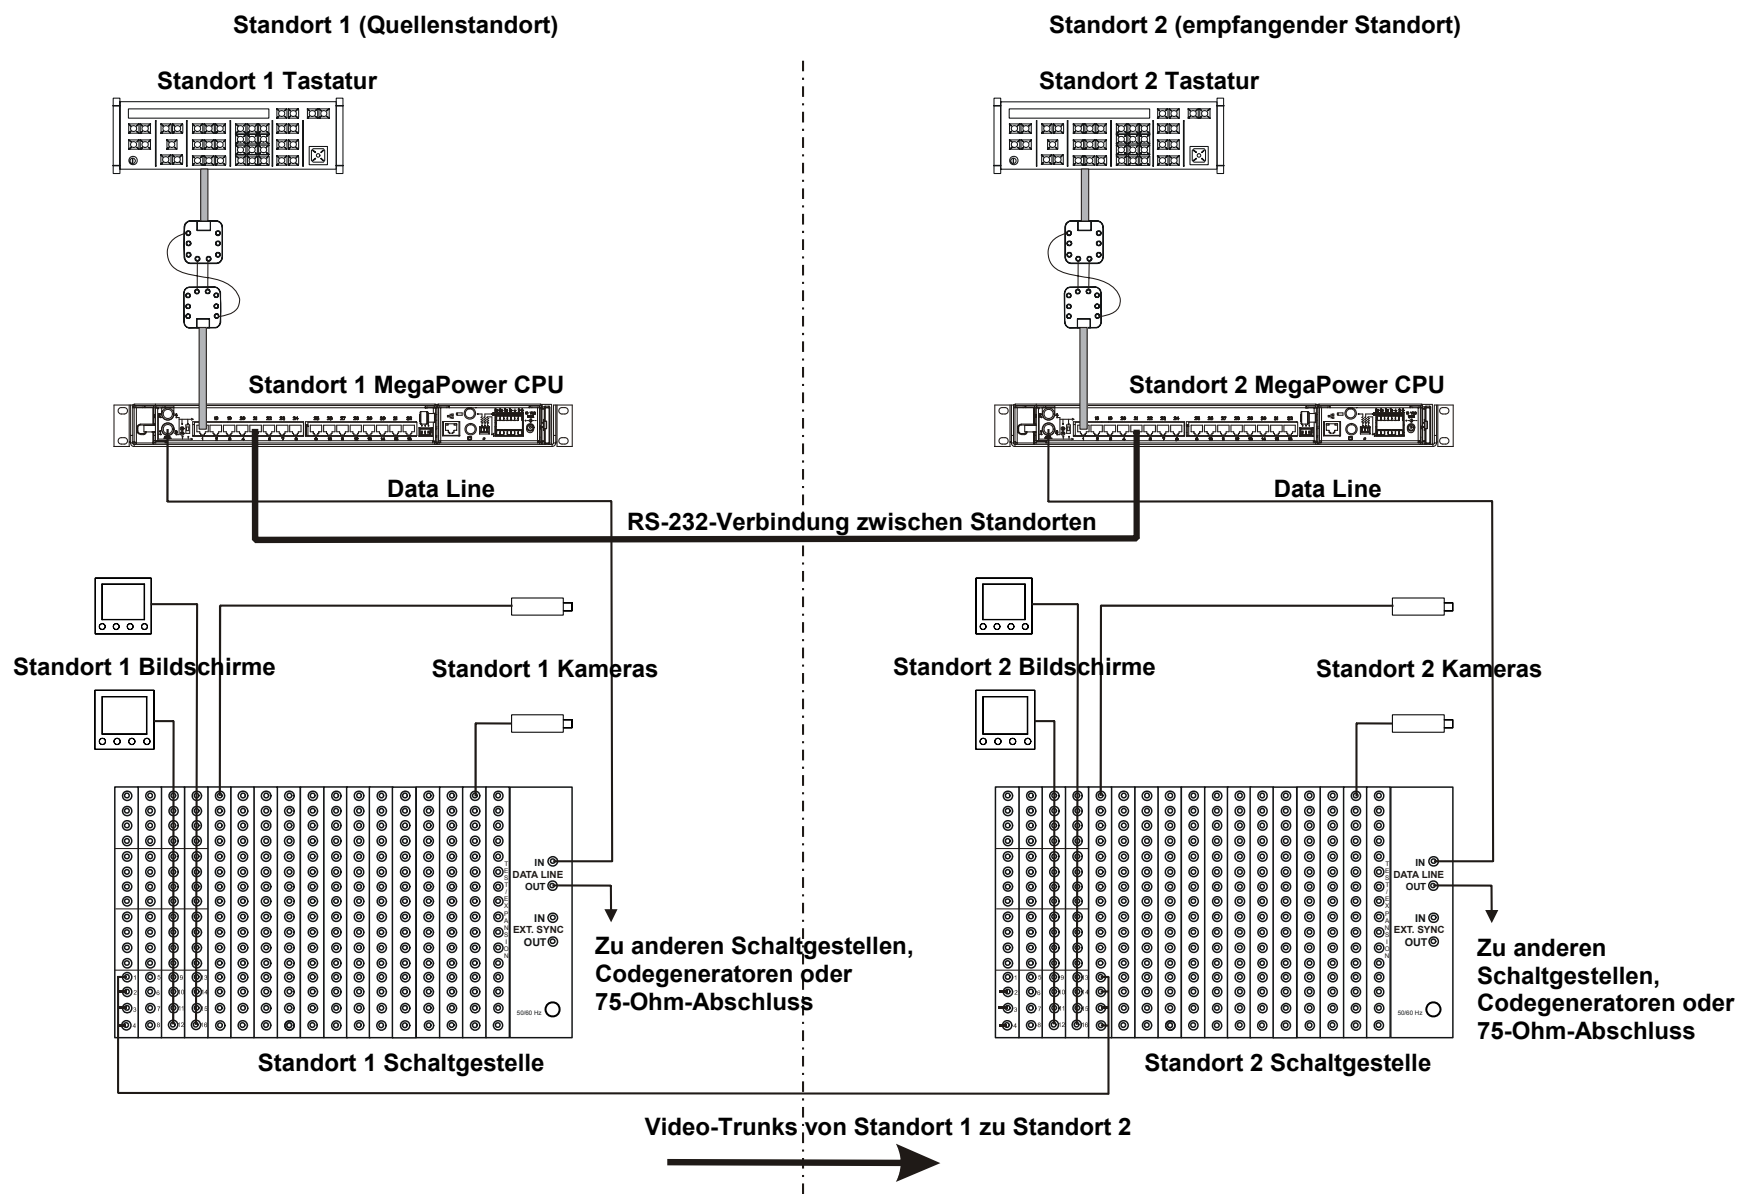 Standort 1 (Quellenstandort)
Standort 2 (empfangender Standort)
Standort 1 Tastatur
Standort 2 Tastatur
Standort 1 MegaPower CPU
Standort 2 MegaPower CPU
Data Line
Data Line
RS-232-Verbindung zwischen Standorten
Standort 1 Bildschirme
Standort 1 Kameras
Standort 2 Bildschirme
Standort 2 Kameras
TEST/EXPANSION
IN
DATA LINE
OUT
IN
EXT. SYNC
OUT
50/60 Hz
TEST/EXPANSION
IN
DATA LINE
OUT
IN
EXT. SYNC
OUT
50/60 Hz
Zu anderen Schaltgestellen,
Codegeneratoren oder
75-Ohm-Abschluss
Zu anderen
Schaltgestellen,
Codegeneratoren oder
75-Ohm-Abschluss
Standort 1 Schaltgestelle
Standort 2 Schaltgestelle
Video-Trunks von Standort 1 zu Standort 2